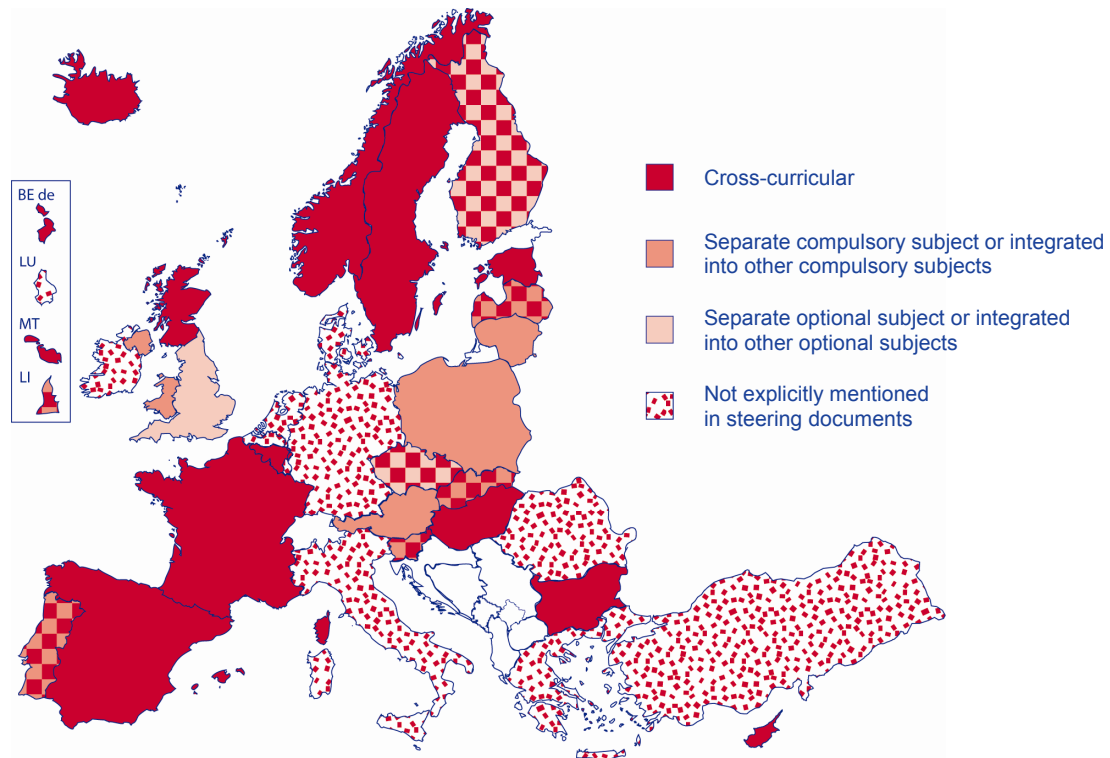 BE de
LU
MT
LI
Cross-curricular
Separate compulsory subject or integrated
into other compulsory subjects
Separate optional subject or integrated
into other optional subjects
Not explicitly mentioned
in steering documents